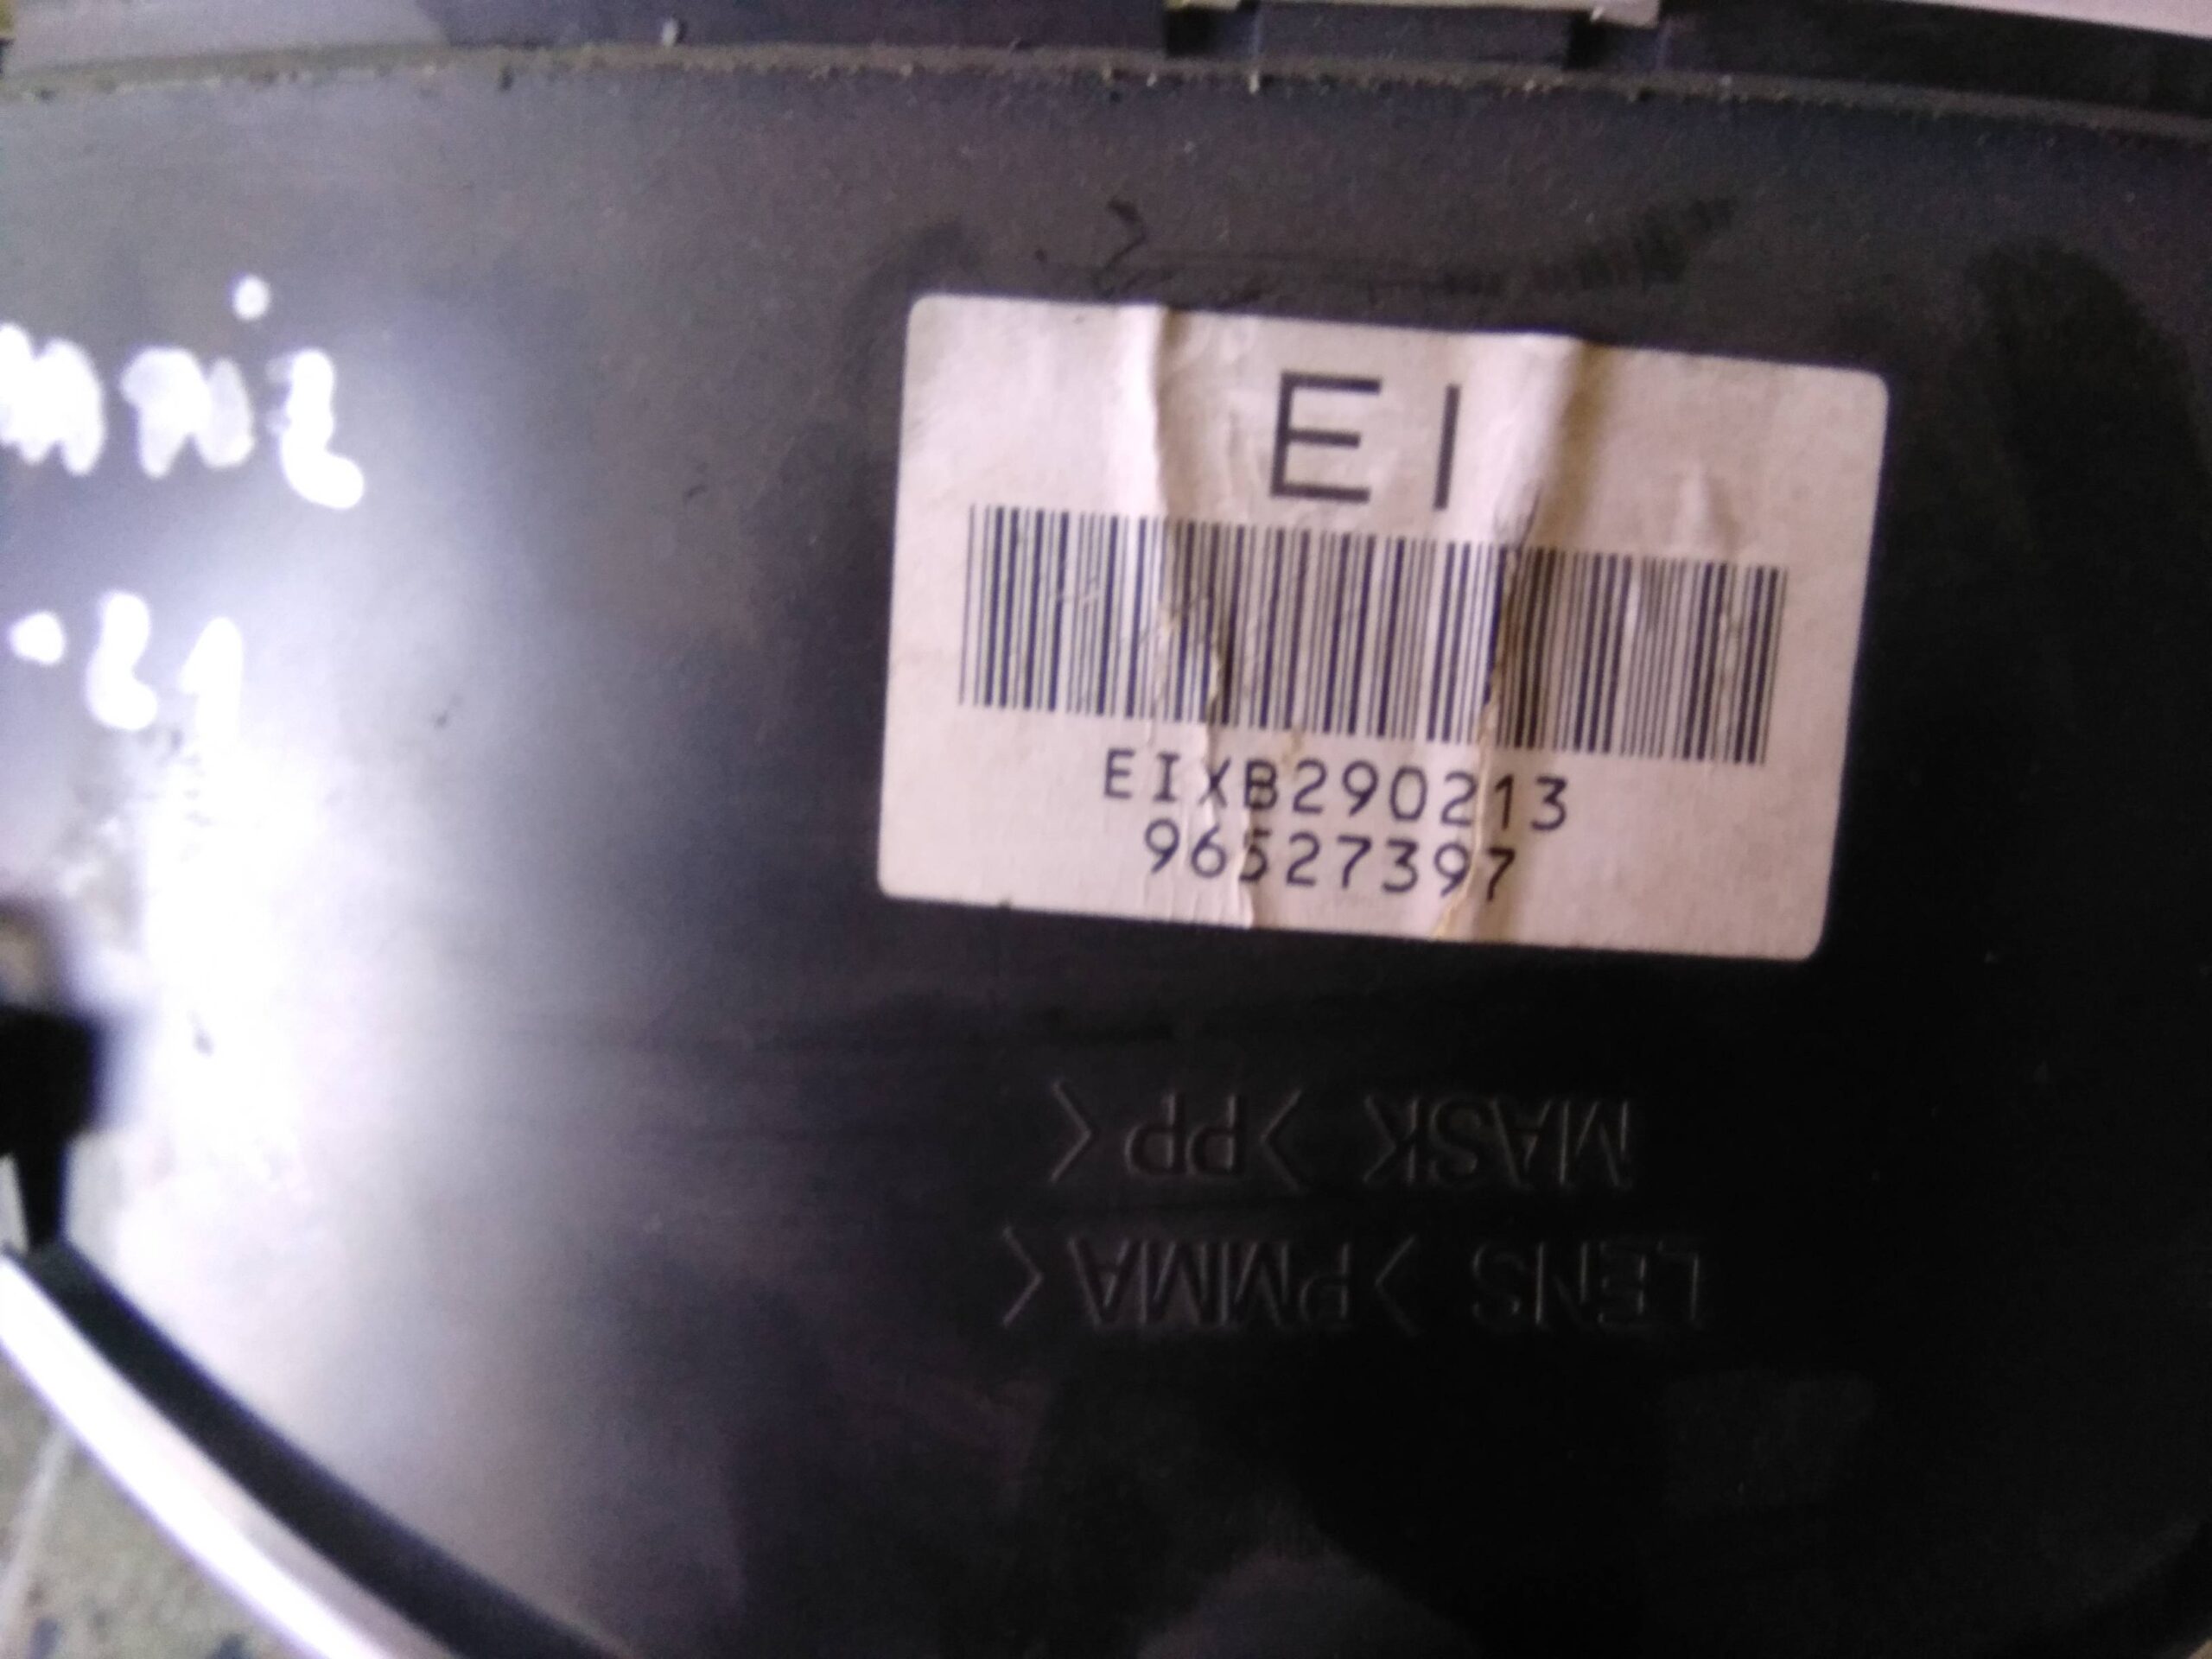 EI
EIXB290213
96527397
MASK >PP<
LENS >PMMA<